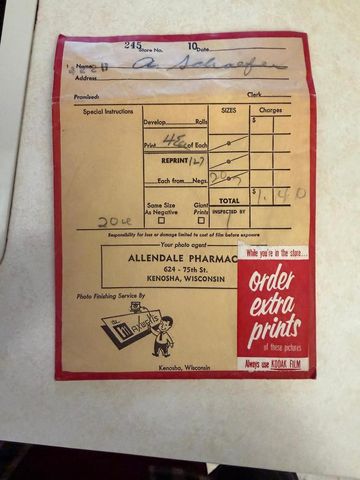 245 Store No. 10 Date
Name A. Schaefer
Address
Promised: Clerk
Special Instructions SIZES Charges
Develop Rolls $
Print 4E of Each
REPRINT 127
Each from Negs. 20
TOTAL $1.40
Same Size As Negative Giant Prints INSPECTED BY
20¢
Responsibility for loss or damage limited to cost of film before exposure
Your photo agent
ALLENDALE PHARMAC
624 - 75th St.
KENOSHA, WISCONSIN
Photo Finishing Service By
Kenosha, Wisconsin
While you're in the store...
order
extra
prints
of these pictures
Always use KODAK FILM